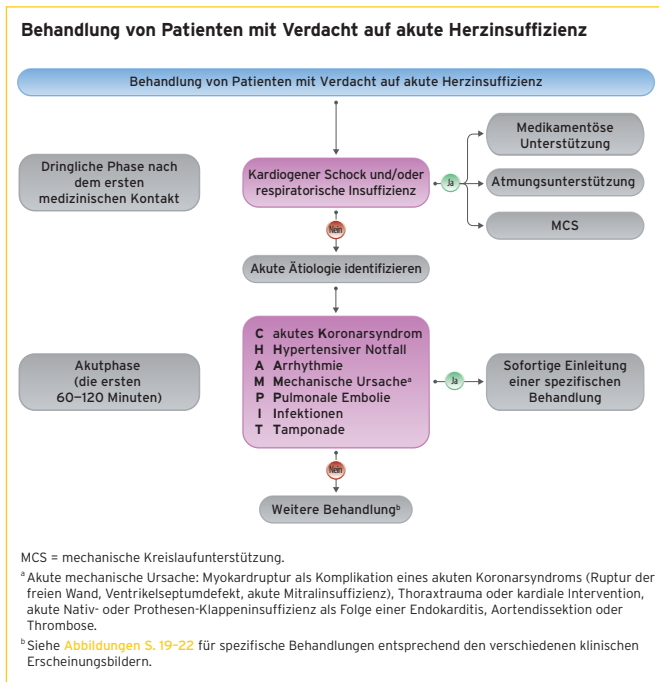 Behandlung von Patienten mit Verdacht auf akute Herzinsuffizienz
Behandlung von Patienten mit Verdacht auf akute Herzinsuffizienz
Dringliche Phase nach
dem ersten
medizinischen Kontakt
Kardiogener Schock und/oder
respiratorische Insuffizienz
Ja
Medikamentöse
Unterstützung
Atmungsunterstützung
MCS
Nein
Akute Ätiologie identifizieren
Akutphase
(die ersten
60–120 Minuten)
C akutes Koronarsyndrom
H Hypertensiver Notfall
A Arrhythmie
M Mechanische Ursacheª
P Pulmonale Embolie
I Infektionen
T Tamponade
Ja
Sofortige Einleitung
einer spezifischen
Behandlung
Nein
Weitere Behandlungᵇ
MCS = mechanische Kreislaufunterstützung.
ª Akute mechanische Ursache: Myokardruptur als Komplikation eines akuten Koronarsyndroms (Ruptur der
freien Wand, Ventrikelseptumdefekt, akute Mitralinsuffizienz), Thoraxtrauma oder kardiale Intervention,
akute Nativ- oder Prothesen-Klappeninsuffizienz als Folge einer Endokarditis, Aortendissektion oder
Thrombose.
ᵇ Siehe Abbildungen S. 19–22 für spezifische Behandlungen entsprechend den verschiedenen klinischen
Erscheinungsbildern.